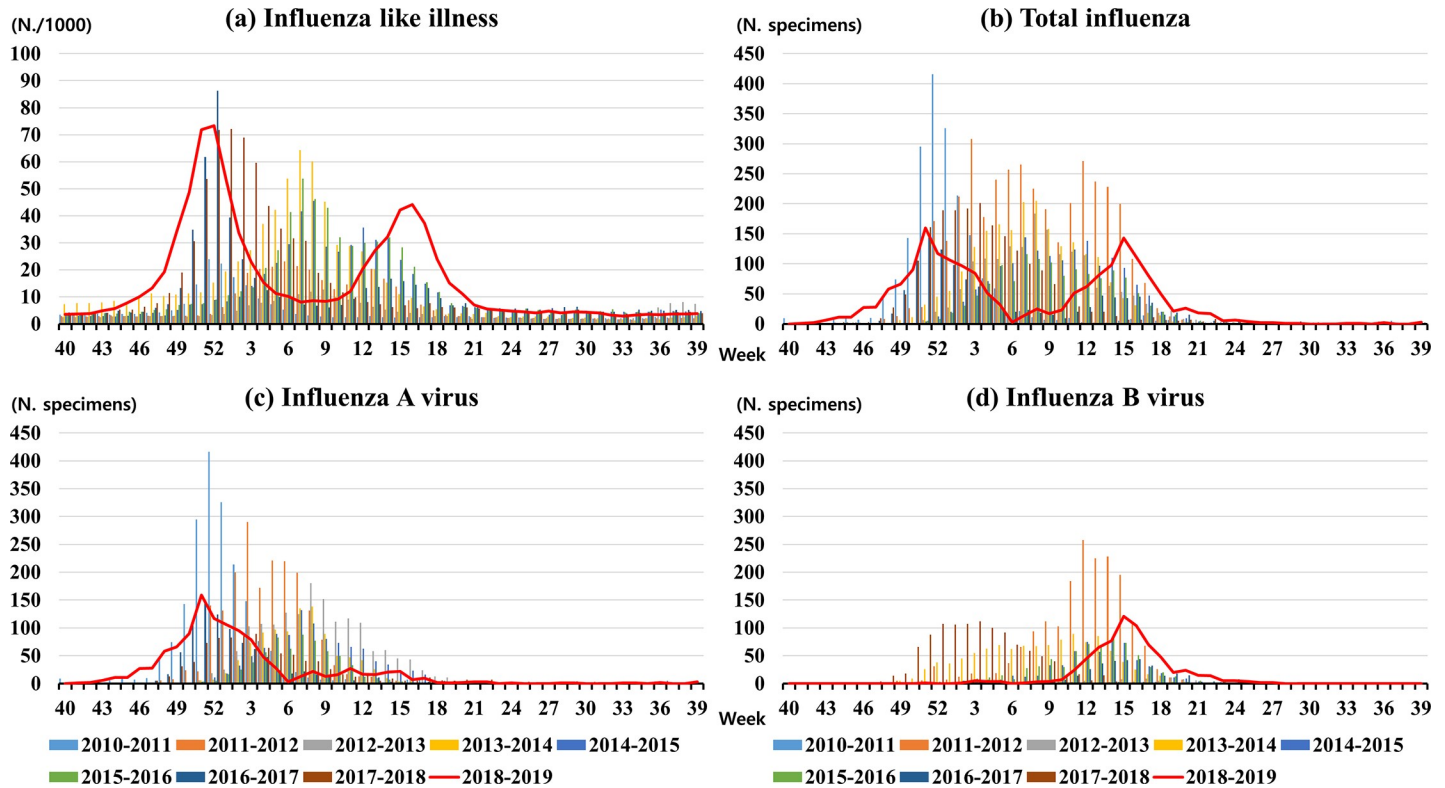 (a) Influenza like illness
(N./1000)
100
90
80
70
60
50
40
30
20
10
0
40 43 46 49 52 3 6 9 12 15 18 21 24 27 30 33 36 39
Week
(b) Total influenza
(N. specimens)
450
400
350
300
250
200
150
100
50
0
40 43 46 49 52 3 6 9 12 15 18 21 24 27 30 33 36 39
(c) Influenza A virus
(N. specimens)
450
400
350
300
250
200
150
100
50
0
40 43 46 49 52 3 6 9 12 15 18 21 24 27 30 33 36 39
Week
(d) Influenza B virus
(N. specimens)
450
400
350
300
250
200
150
100
50
0
40 43 46 49 52 3 6 9 12 15 18 21 24 27 30 33 36 39
2010-2011 2011-2012 2012-2013 2013-2014 2014-2015
2015-2016 2016-2017 2017-2018 2018-2019
2010-2011 2011-2012 2012-2013 2013-2014 2014-2015
2015-2016 2016-2017 2017-2018 2018-2019